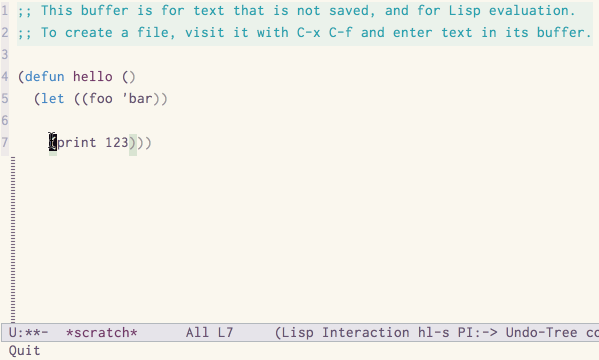 1 ;; This buffer is for text that is not saved, and for Lisp evaluation.
2 ;; To create a file, visit it with C-x C-f and enter text in its buffer.
3
4 (defun hello ()
5   (let ((foo 'bar))
6
7     (print 123)))
U:**-  *scratch*      All L7     (Lisp Interaction hl-s PI:-> Undo-Tree co
Quit